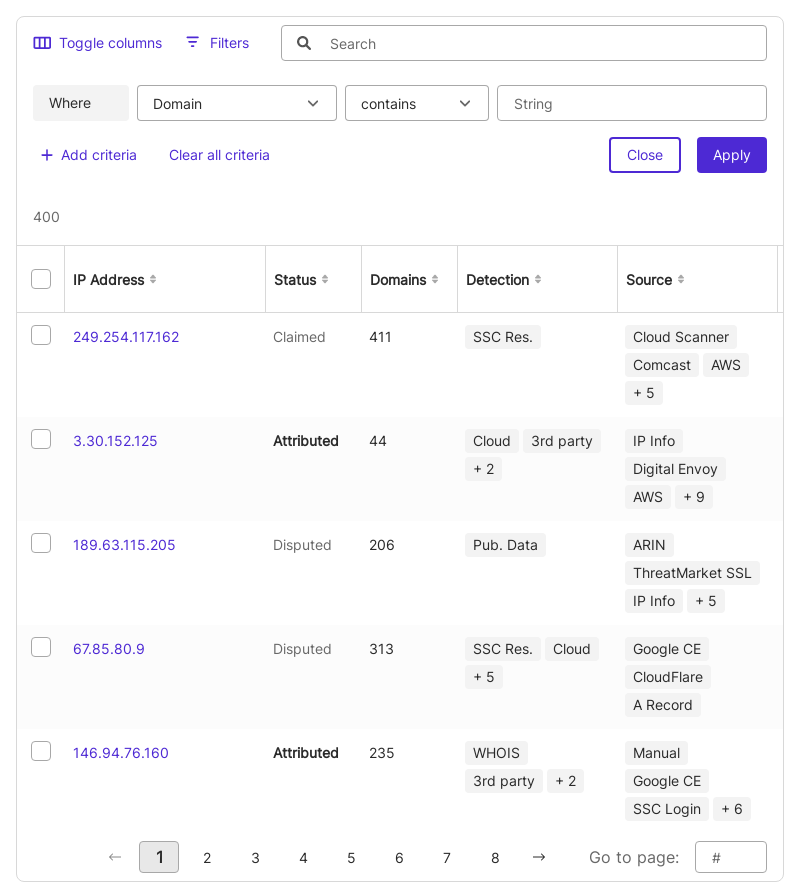 Toggle columns Filters Search
Where Domain contains String
+ Add criteria Clear all criteria Close Apply
400
IP Address Status Domains Detection Source
249.254.117.162 Claimed 411 SSC Res. Cloud Scanner
Comcast AWS
+ 5
3.30.152.125 Attributed 44 Cloud 3rd party IP Info
+ 2 Digital Envoy
AWS + 9
189.63.115.205 Disputed 206 Pub. Data ARIN
ThreatMarket SSL
IP Info + 5
67.85.80.9 Disputed 313 SSC Res. Cloud Google CE
+ 5 CloudFlare
A Record
146.94.76.160 Attributed 235 WHOIS Manual
3rd party + 2 Google CE
SSC Login + 6
← 1 2 3 4 5 6 7 8 → Go to page: #